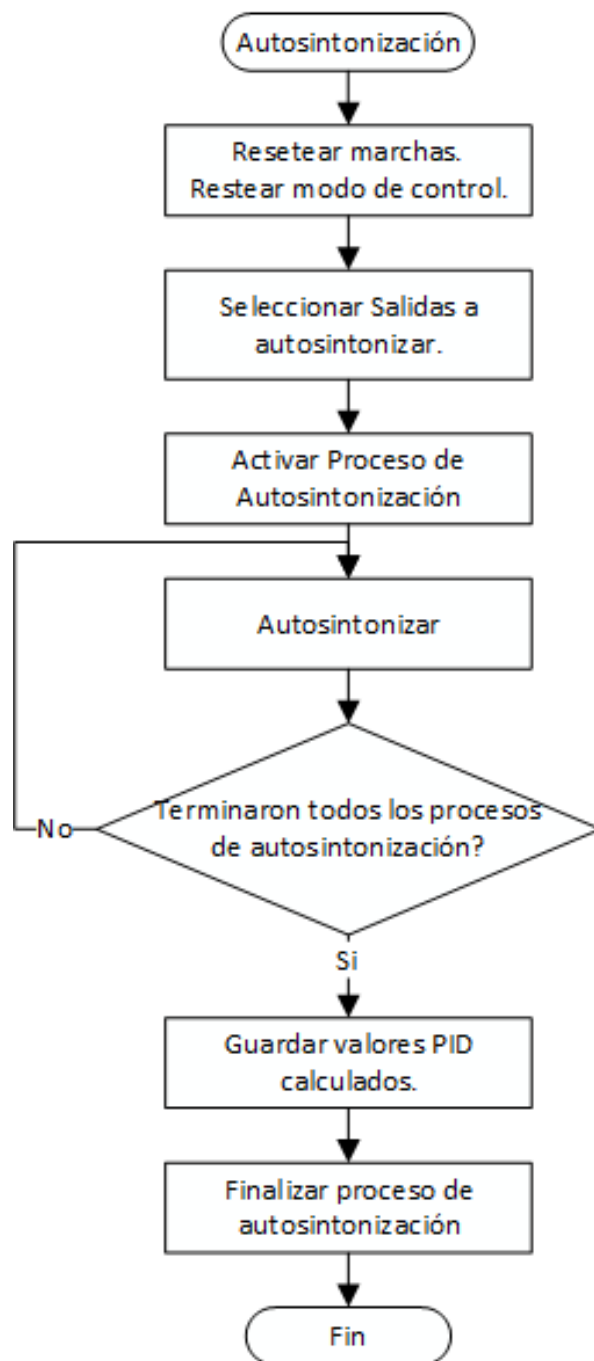 Autosintonización
Resetear marchas.
Restear modo de control.
Seleccionar Salidas a
autosintonizar.
Activar Proceso de
Autosintonización
Autosintonizar
Terminaron todos los procesos
de autosintonización?
No
Si
Guardar valores PID
calculados.
Finalizar proceso de
autosintonización
Fin